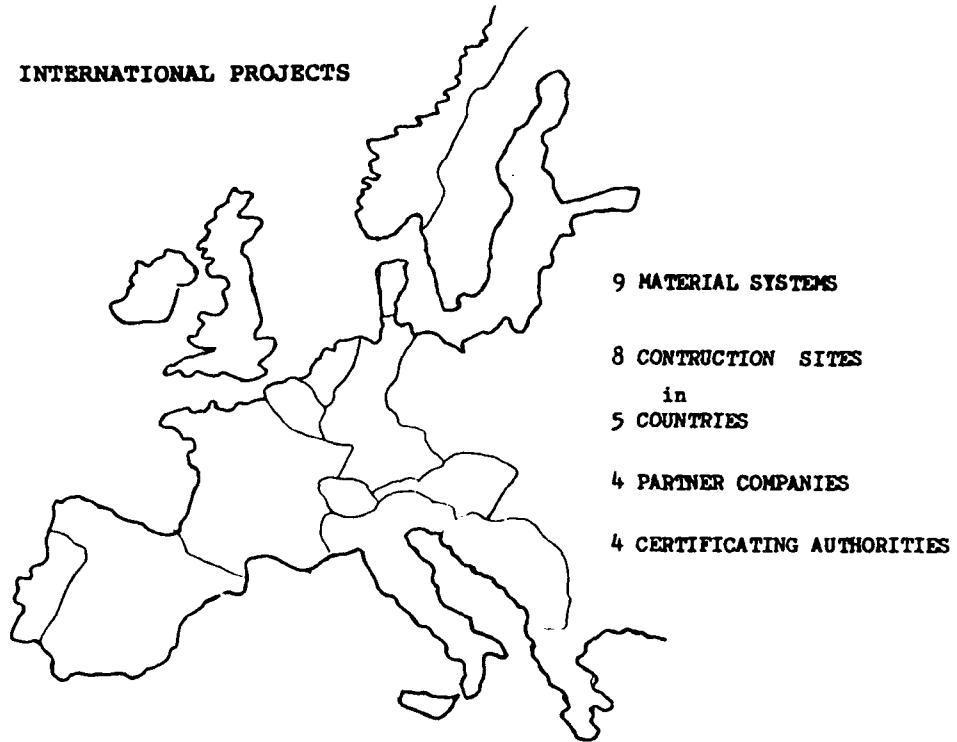 INTERNATIONAL PROJECTS
9 MATERIAL SYSTEMS
8 CONTRUCTION SITES
in
5 COUNTRIES
4 PARTNER COMPANIES
4 CERTIFICATING AUTHORITIES